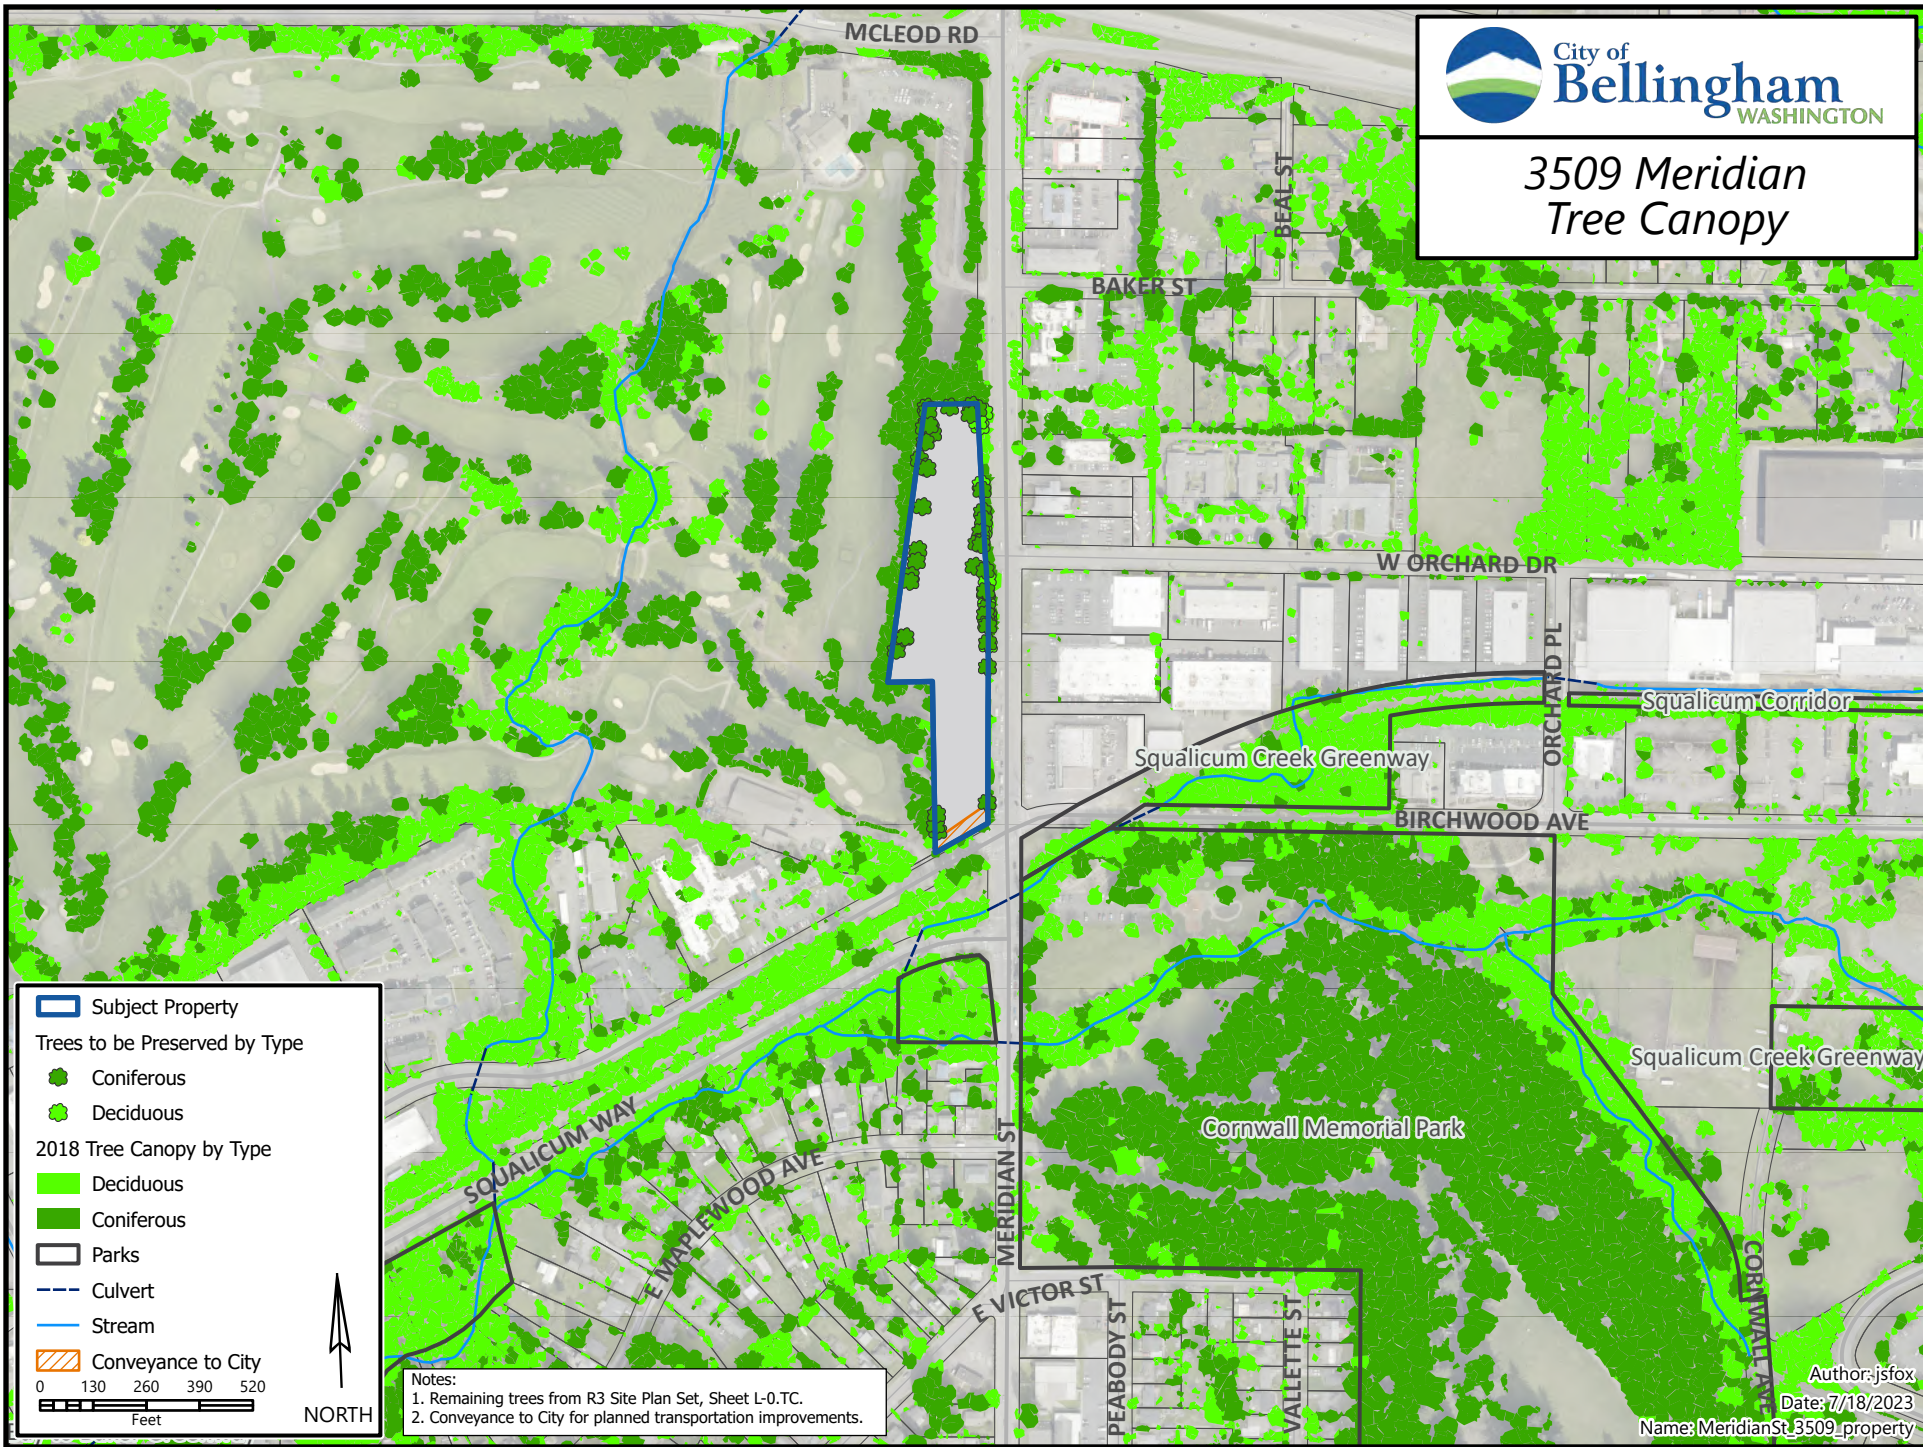 City of
Bellingham
WASHINGTON
3509 Meridian
Tree Canopy
MCLEOD RD
BEAL ST
BAKER ST
W ORCHARD DR
ORCHARD PL
Squalicum Corridor
Squalicum Creek Greenway
BIRCHWOOD AVE
Squalicum Creek Greenway
Cornwall Memorial Park
MERIDIAN ST
SQUALICUM WAY
E MAPLEWOOD AVE
E VICTOR ST
PEABODY ST
VALLETTE ST
CORNWALL AVE
Subject Property
Trees to be Preserved by Type
Coniferous
Deciduous
2018 Tree Canopy by Type
Deciduous
Coniferous
Parks
Culvert
Stream
Conveyance to City
0 130 260 390 520
Feet
NORTH
Notes:
1. Remaining trees from R3 Site Plan Set, Sheet L-0.TC.
2. Conveyance to City for planned transportation improvements.
Author: jsfox
Date: 7/18/2023
Name: MeridianSt_3509_property